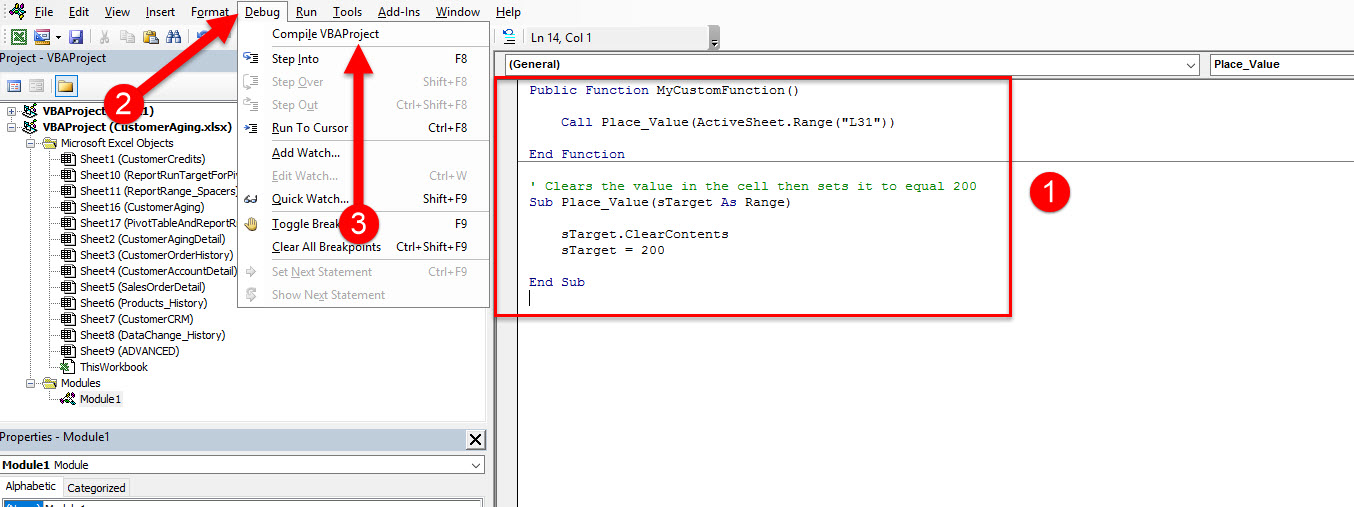 File Edit View Insert Format Debug Run Tools Add-Ins Window Help
Ln 14, Col 1
Project - VBAProject
VBAProject 1)
VBAProject (CustomerAging.xlsx)
Microsoft Excel Objects
Sheet1 (CustomerCredits)
Sheet10 (ReportRunTargetForPi
Sheet11 (ReportRange_Spacers)
Sheet16 (CustomerAging)
Sheet17 (PivotTableAndReportR
Sheet2 (CustomerAgingDetail)
Sheet3 (CustomerOrderHistory)
Sheet4 (CustomerAccountDetail)
Sheet5 (SalesOrderDetail)
Sheet6 (Products_History)
Sheet7 (CustomerCRM)
Sheet8 (DataChange_History)
Sheet9 (ADVANCED)
ThisWorkbook
Modules
Module1
Properties - Module1
Module1 Module
Alphabetic Categorized
Compile VBAProject
Step Into F8
Step Over Shift+F8
Step Out Ctrl+Shift+F8
Run To Cursor Ctrl+F8
Add Watch...
Edit Watch... Ctrl+W
Quick Watch... Shift+F9
Toggle F9
Clear All Breakpoints Ctrl+Shift+F9
Set Next Statement Ctrl+F9
Show Next Statement
2
3
(General) Place_Value
Public Function MyCustomFunction()
Call Place_Value(ActiveSheet.Range("L31"))
End Function
' Clears the value in the cell then sets it to equal 200
Sub Place_Value(sTarget As Range)
sTarget.ClearContents
sTarget = 200
End Sub
1